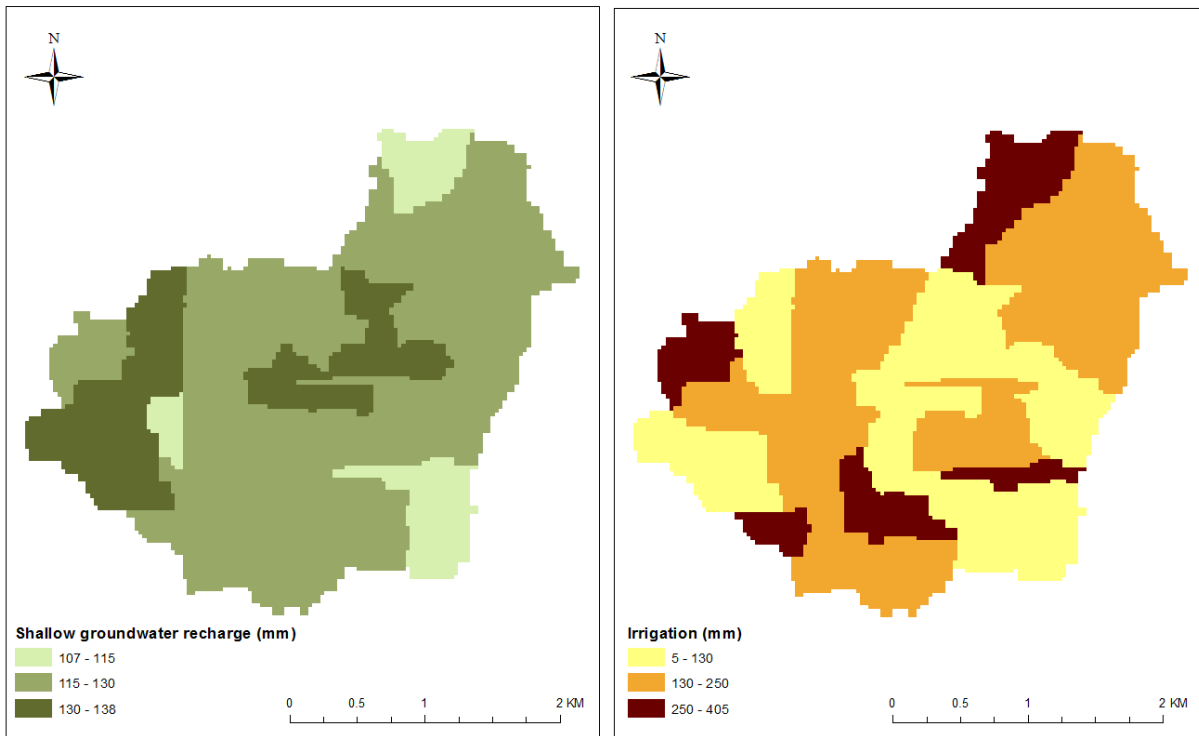 N
Shallow groundwater recharge (mm)
107 - 115
115 - 130
130 - 138
0 0.5 1 2 KM
N
Irrigation (mm)
5 - 130
130 - 250
250 - 405
0 0.5 1 2 KM